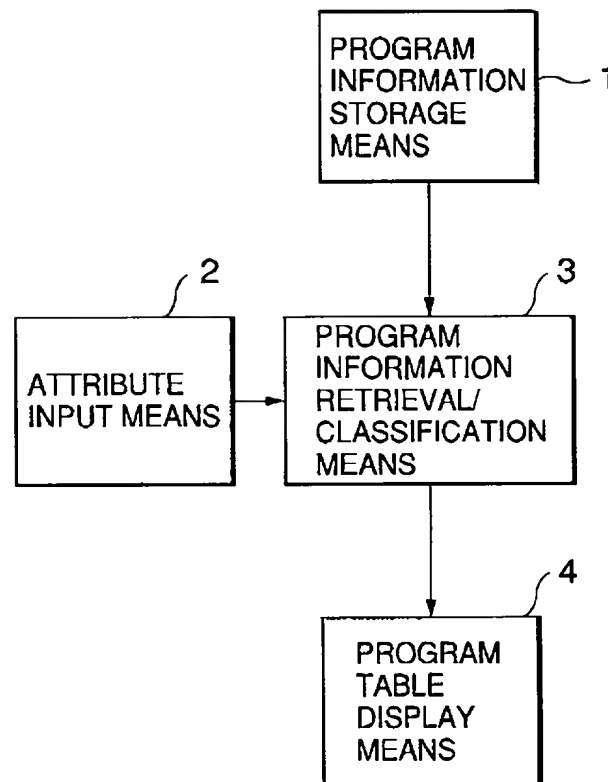 PROGRAM
INFORMATION
STORAGE
MEANS
1
2
ATTRIBUTE
INPUT MEANS
3
PROGRAM
INFORMATION
RETRIEVAL/
CLASSIFICATION
MEANS
4
PROGRAM
TABLE
DISPLAY
MEANS